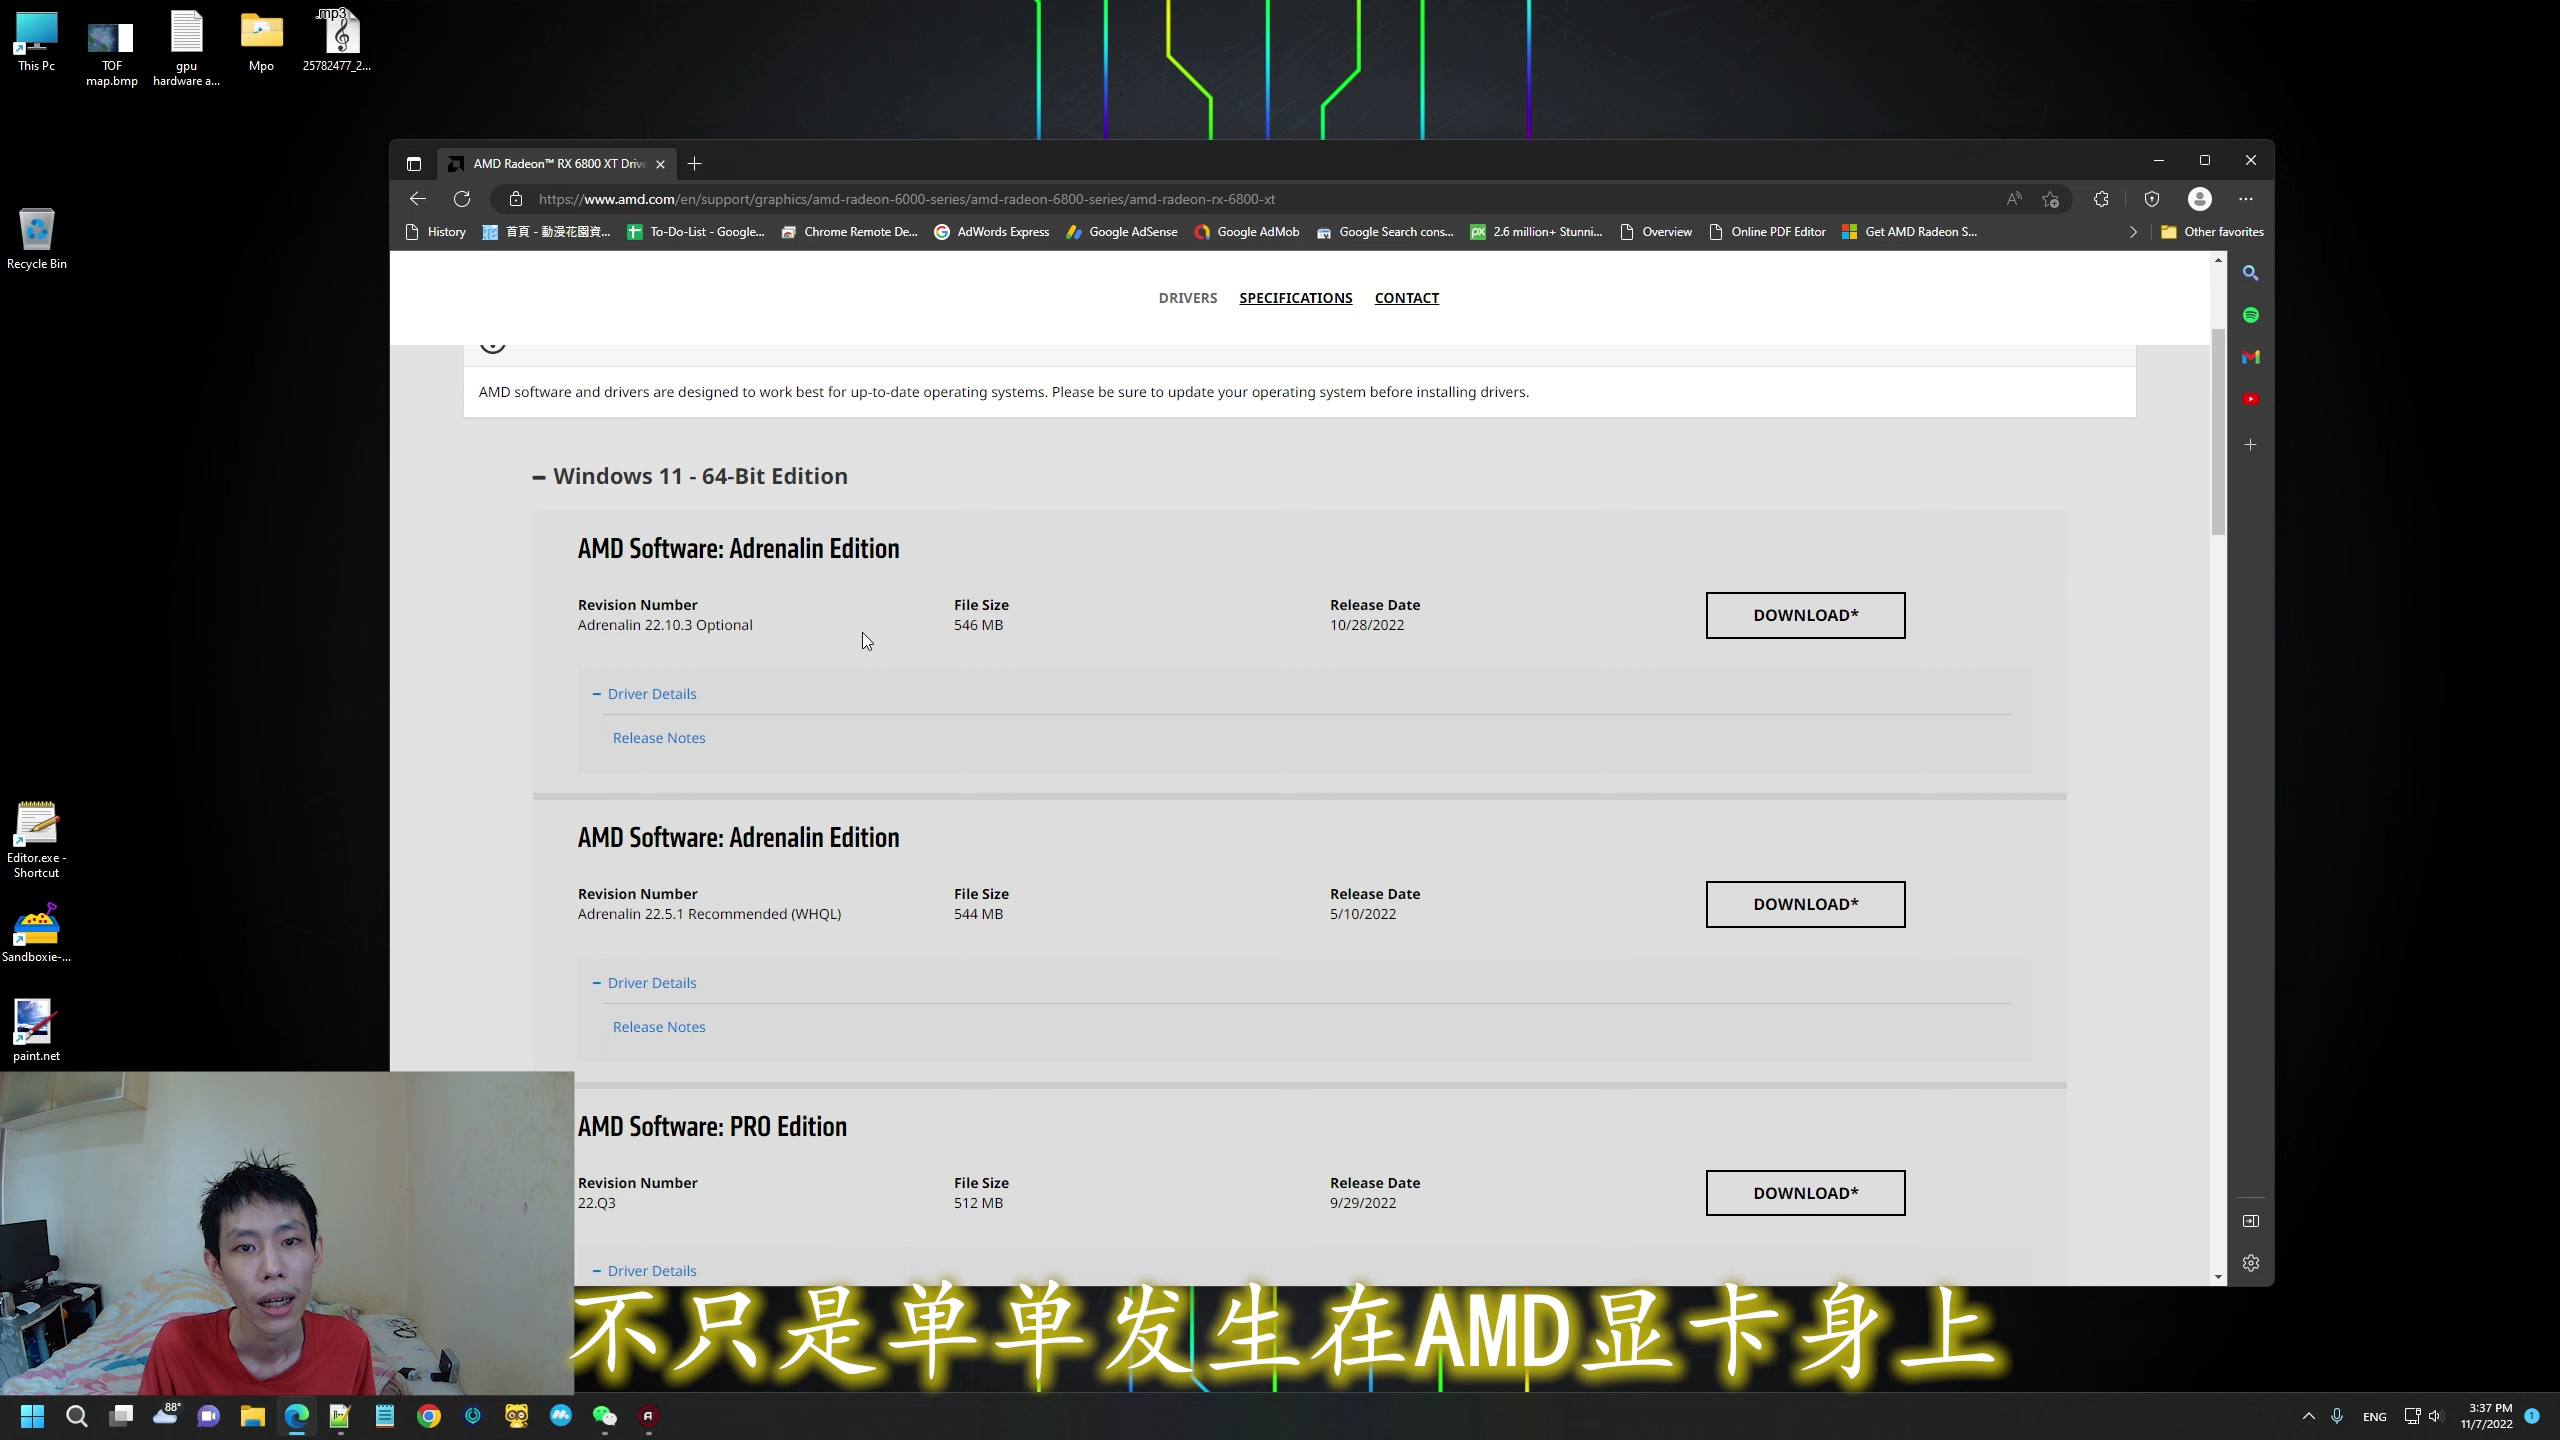 This Pc
TOF
map.bmp
gpu
hardware a...
Mpo
.mp3
25782477_2...
Recycle Bin
Editor.exe -
Shortcut
Sandboxie-...
paint.net
AMD Radeon™ RX 6800 XT Drive
https://www.amd.com/en/support/graphics/amd-radeon-6000-series/amd-radeon-6800-series/amd-radeon-rx-6800-xt
History
首頁 - 動漫花園資...
To-Do-List - Google...
Chrome Remote De...
AdWords Express
Google AdSense
Google AdMob
Google Search cons...
2.6 million+ Stunni...
Overview
Online PDF Editor
Get AMD Radeon S...
Other favorites
DRIVERS SPECIFICATIONS CONTACT
AMD software and drivers are designed to work best for up-to-date operating systems. Please be sure to update your operating system before installing drivers.
Windows 11 - 64-Bit Edition
AMD Software: Adrenalin Edition
Revision Number File Size Release Date
Adrenalin 22.10.3 Optional 546 MB 10/28/2022
DOWNLOAD*
Driver Details
Release Notes
AMD Software: Adrenalin Edition
Revision Number File Size Release Date
Adrenalin 22.5.1 Recommended (WHQL) 544 MB 5/10/2022
DOWNLOAD*
Driver Details
Release Notes
AMD Software: PRO Edition
Revision Number File Size Release Date
22.Q3 512 MB 9/29/2022
DOWNLOAD*
Driver Details
不只是单单发生在AMD显卡身上
88°
ENG
3:37 PM
11/7/2022
1